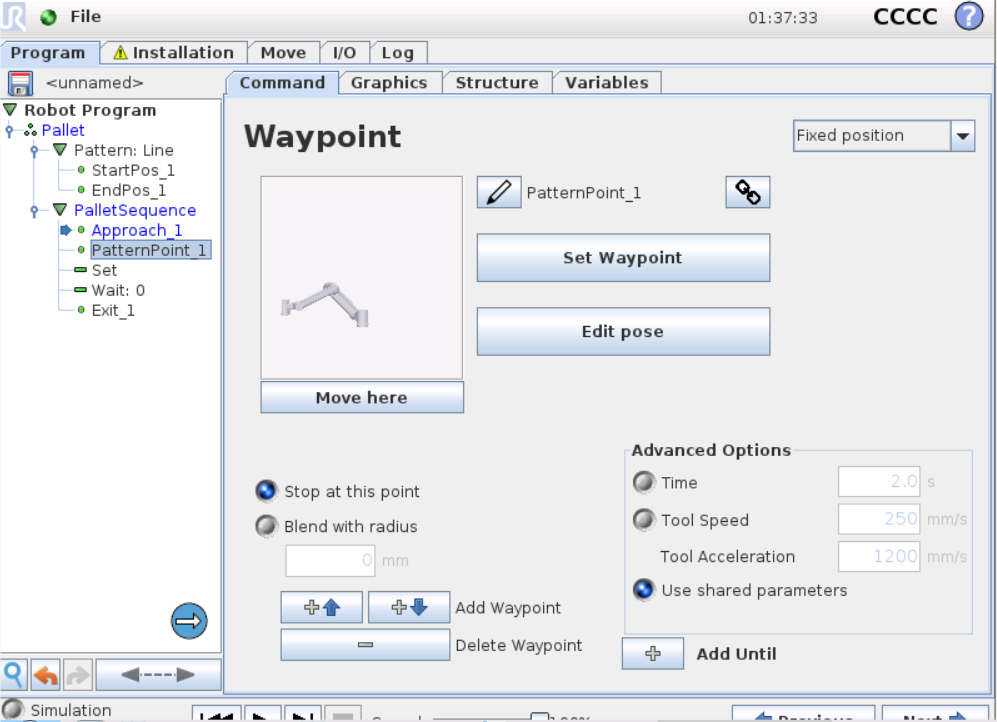 File
01:37:33
CCCC
?
Program
Installation
Move
I/O
Log
<unnamed>
Command
Graphics
Structure
Variables
Robot Program
Pallet
Pattern: Line
StartPos_1
EndPos_1
PalletSequence
Approach_1
PatternPoint_1
Set
Wait: 0
Exit_1
Waypoint
Fixed position
PatternPoint_1
Set Waypoint
Edit pose
Move here
Stop at this point
Blend with radius
0 mm
Add Waypoint
Delete Waypoint
Advanced Options
Time 2.0 s
Tool Speed 250 mm/s
Tool Acceleration 1200 mm/s
Use shared parameters
Add Until
Simulation